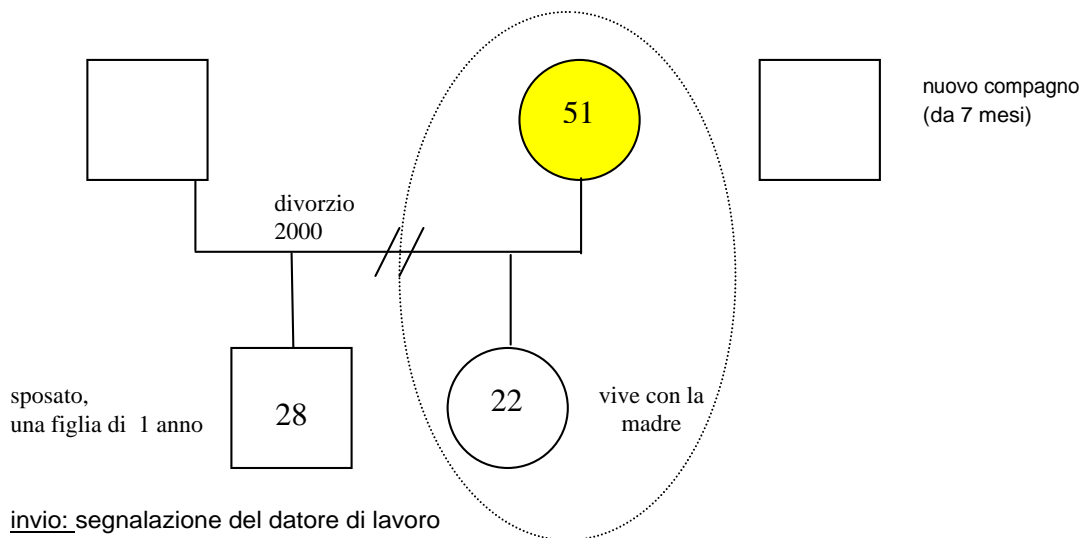 51
nuovo compagno
(da 7 mesi)
divorzio
2000
sposato,
una figlia di 1 anno
28
22
vive con la
madre
invio: segnalazione del datore di lavoro